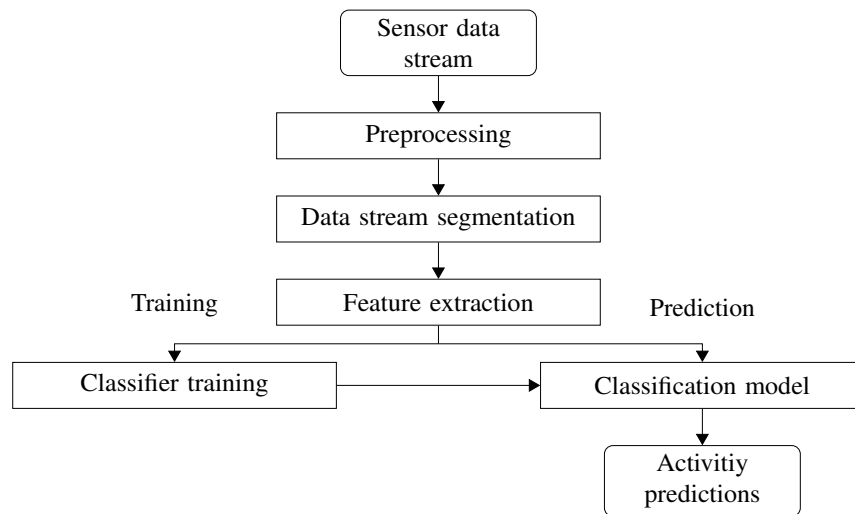 Sensor data
stream
Preprocessing
Data stream segmentation
Feature extraction
Training
Prediction
Classifier training
Classification model
Activitiy
predictions